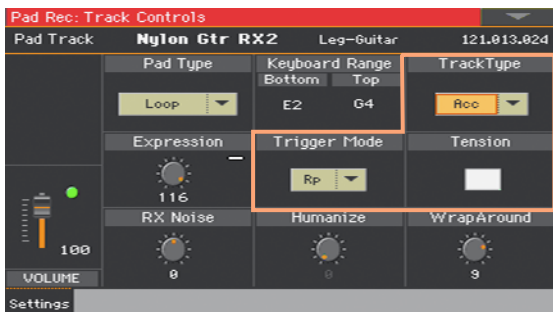 Pad Rec: Track Controls
Pad Track Nylon Gtr RX2 Leg-Guitar 121.013.024
Pad Type Keyboard Range TrackType
Bottom Top
Loop E2 G4 Acc
Expression Trigger Mode Tension
Rp
116
RX Noise Humanize WrapAround
100
0 0 9
VOLUME
Settings